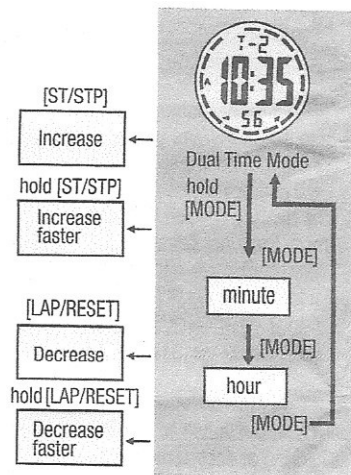 T-2
A 10:35
56
Dual Time Mode
[ST/STP]
Increase
hold [ST/STP]
Increase
faster
[LAP/RESET]
Decrease
hold [LAP/RESET]
Decrease
faster
hold
[MODE]
[MODE]
minute
[MODE]
hour
[MODE]